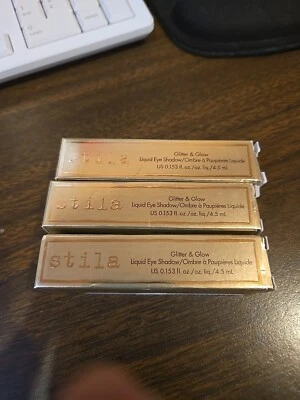 stila
Glitter & Glow
Liquid Eye Shadow/Ombre à Paupières Liquide
US 0.153 fl. oz./oz. liq./4.5 mL
stila
Glitter & Glow
Liquid Eye Shadow/Ombre à Paupières Liquide
US 0.153 fl. oz./oz. liq./4.5 mL
stila
Glitter & Glow
Liquid Eye Shadow/Ombre à Paupières Liquide
US 0.153 fl. oz./oz. liq./4.5 mL